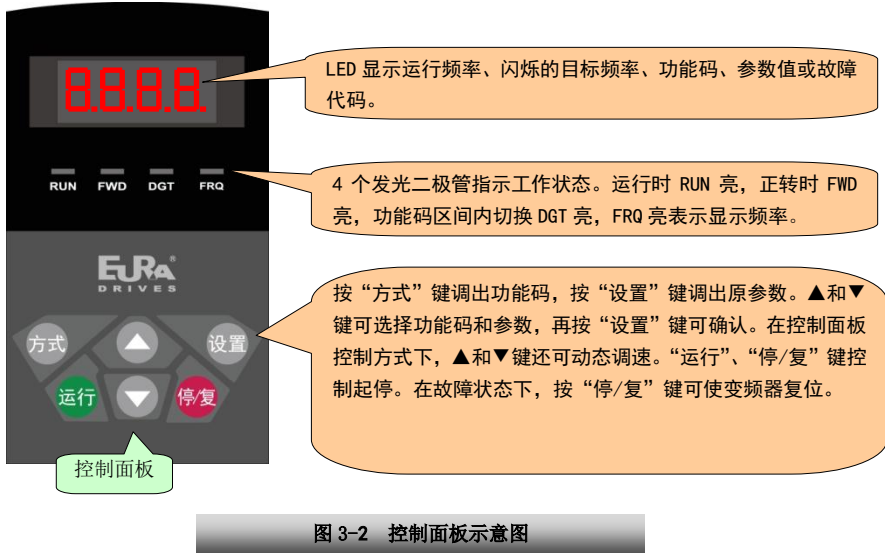 8.8.8.8.
LED 显示运行频率、闪烁的目标频率、功能码、参数值或故障
代码。
RUN FWD DGT FRQ
4 个发光二极管指示工作状态。运行时 RUN 亮，正转时 FWD
亮，功能码区间内切换 DGT 亮，FRQ 亮表示显示频率。
EURA®
DRIVES
按“方式”键调出功能码，按“设置”键调出原参数。▲和▼
键可选择功能码和参数，再按“设置”键可确认。在控制面板
控制方式下，▲和▼键还可动态调速。“运行”、“停/复”键控
制起停。在故障状态下，按“停/复”键可使变频器复位。
方式 设置
运行 停/复
控制面板
图 3-2 控制面板示意图